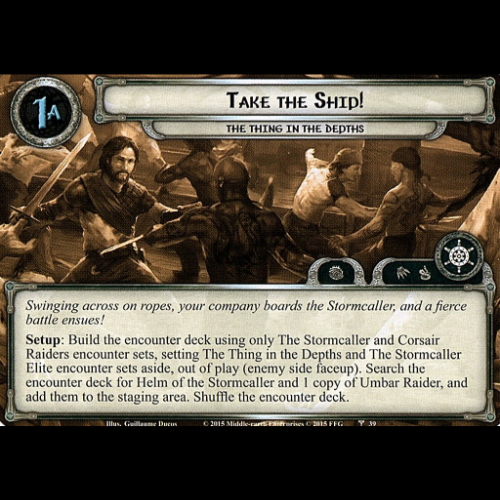 1A
TAKE THE SHIP!
THE THING IN THE DEPTHS
Swinging across on ropes, your company boards the Stormcaller, and a fierce
battle ensues!
Setup: Build the encounter deck using only The Stormcaller and Corsair
Raiders encounter sets, setting The Thing in the Depths and The Stormcaller
Elite encounter sets aside, out of play (enemy side faceup). Search the
encounter deck for Helm of the Stormcaller and 1 copy of Umbar Raider, and
add them to the staging area. Shuffle the encounter deck.
Illus. Guillaume Ducos © 2015 Middle-earth Enterprises © 2015 FFG 39